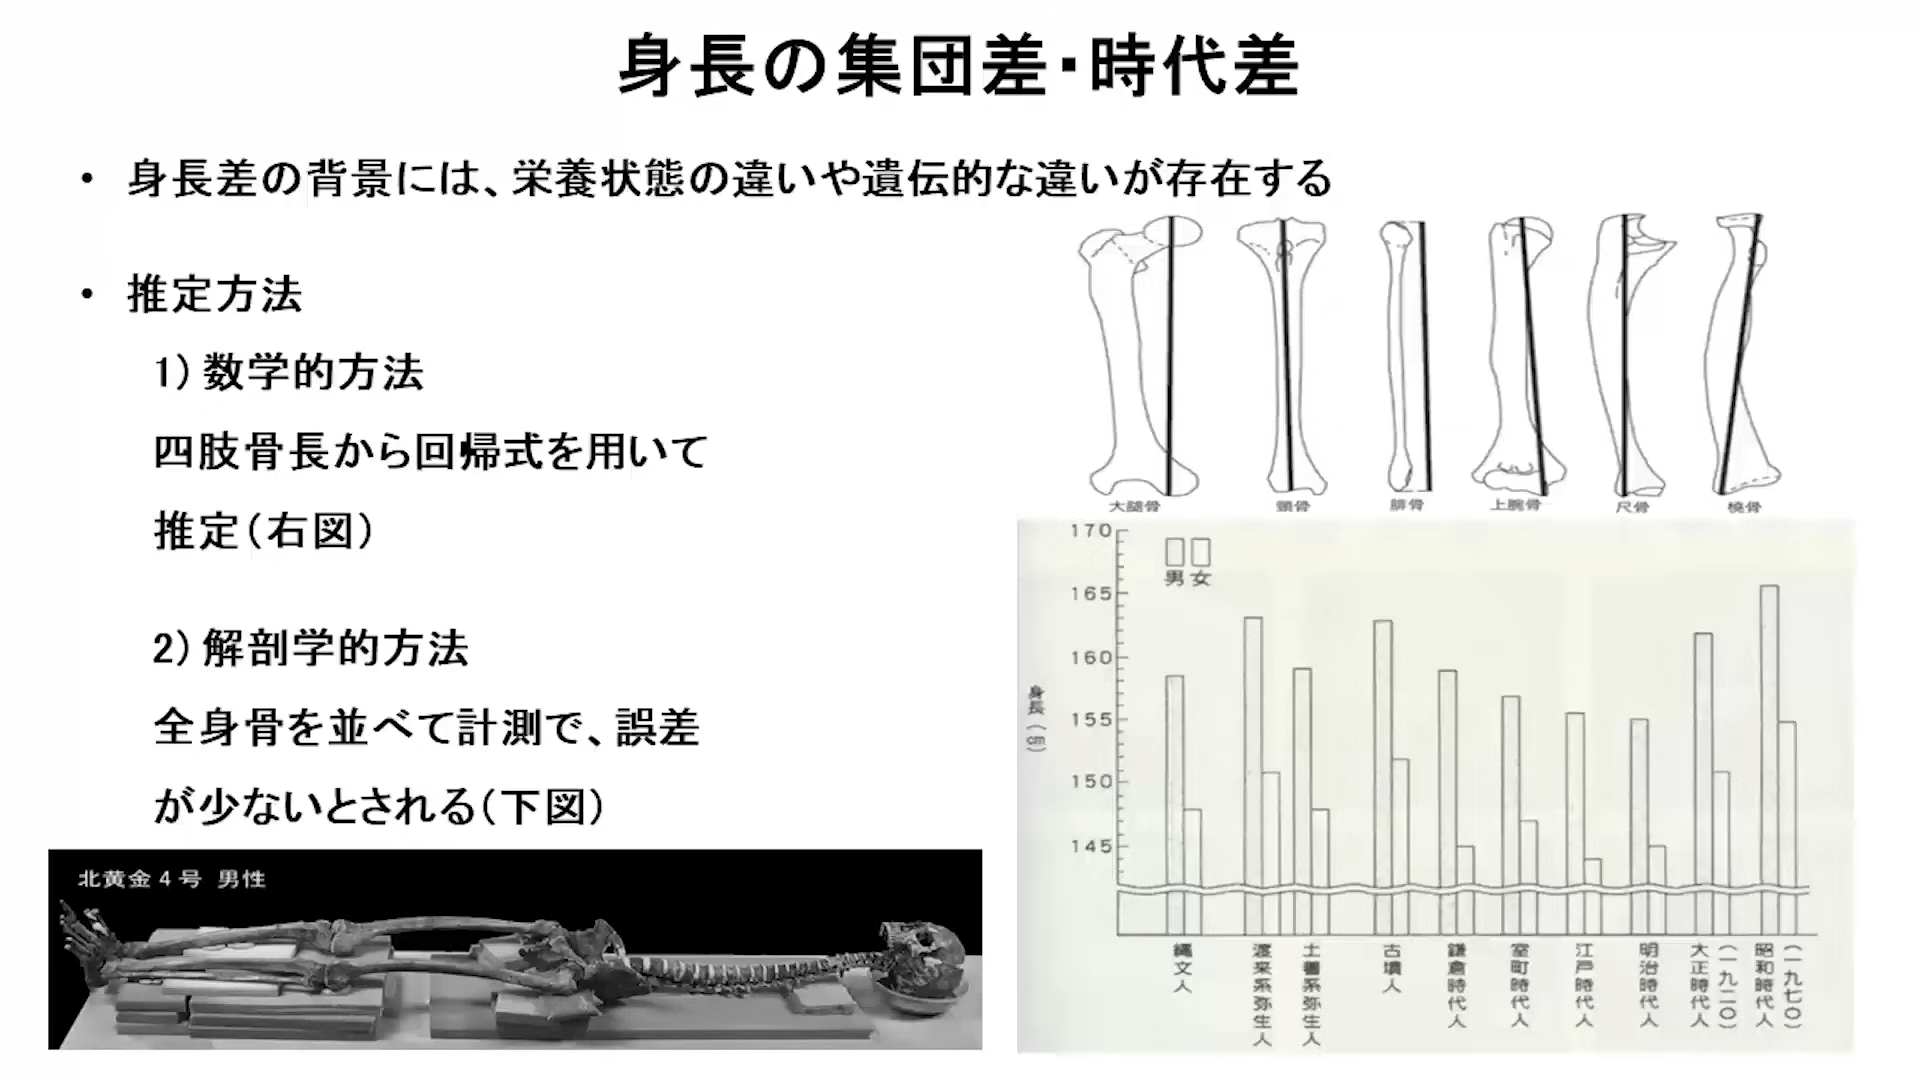 身長の集団差・時代差
• 身長差の背景には、栄養状態の違いや遺伝的な違いが存在する
• 推定方法
1) 数学的方法
四肢骨長から回帰式を用いて
推定(右図)
2) 解剖学的方法
全身骨を並べて計測で、誤差
が少ないとされる(下図)
北黄金4号 男性
大腿骨
頸骨
腓骨
上腕骨
尺骨
橈骨
170
165
160
155
150
145
男 女
身長(cm)
縄文人
渡来系弥生人
土着系弥生人
古墳人
鎌倉時代人
室町時代人
江戸時代人
明治時代人
大正時代人
(一九二〇)
昭和時代人
(一九七〇)